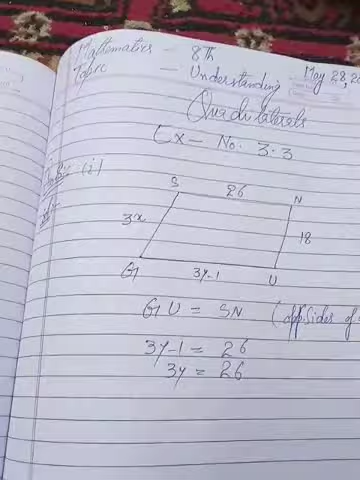 Mathematics - 8th
Topic - Understanding May 28, 20
Quadrilaterals
Ex- No. 3.3
(i)
S 26 N
3x 18
G 3y-1 U
GU = SN (opp sides of
3y-1 = 26
3y = 26